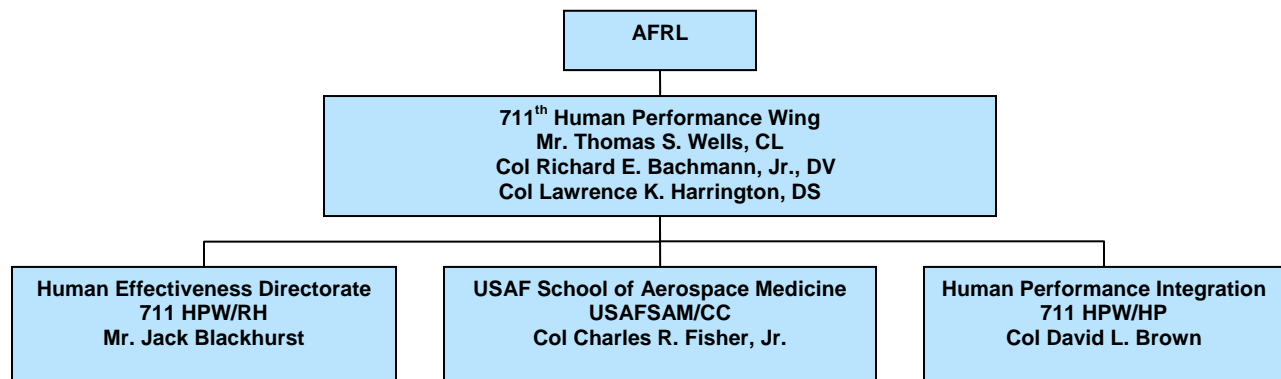 AFRL
711th Human Performance Wing
Mr. Thomas S. Wells, CL
Col Richard E. Bachmann, Jr., DV
Col Lawrence K. Harrington, DS
Human Effectiveness Directorate
711 HPW/RH
Mr. Jack Blackhurst
USAF School of Aerospace Medicine
USAFSAM/CC
Col Charles R. Fisher, Jr.
Human Performance Integration
711 HPW/HP
Col David L. Brown